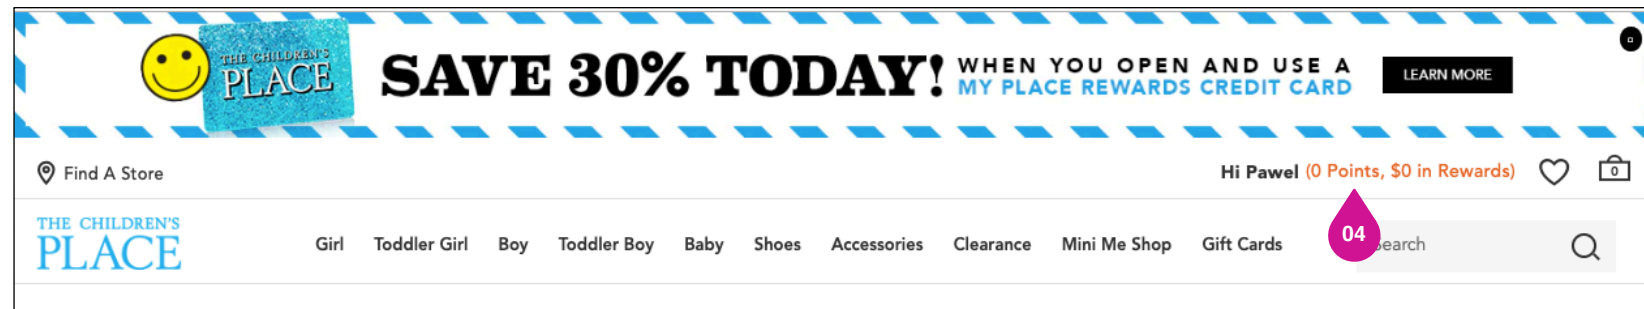 THE CHILDREN'S
PLACE
SAVE 30% TODAY!
WHEN YOU OPEN AND USE A
MY PLACE REWARDS CREDIT CARD
LEARN MORE
Find A Store
Hi Pawel (0 Points, $0 in Rewards)
0
THE CHILDREN'S
PLACE
Girl Toddler Girl Boy Toddler Boy Baby Shoes Accessories Clearance Mini Me Shop Gift Cards
04
Search